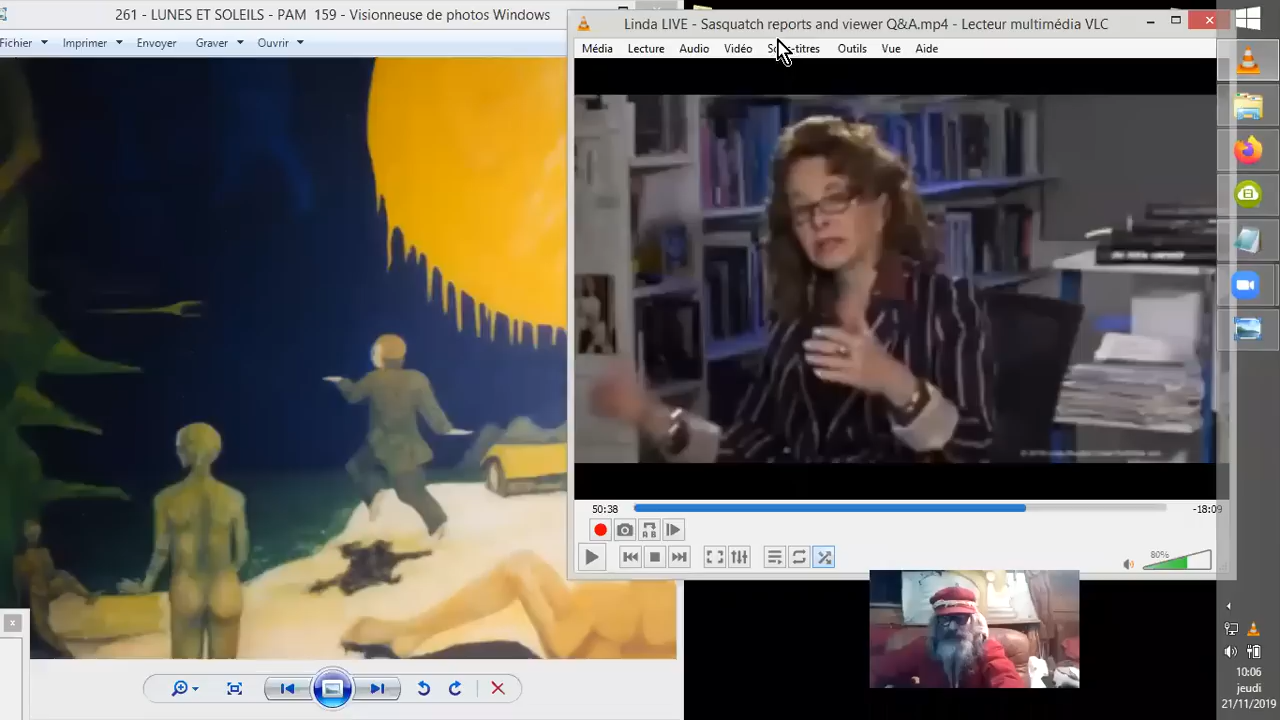 261 - LUNES ET SOLEILS - PAM 159 - Visionneuse de photos Windows
Fichier Imprimer Envoyer Graver Ouvrir
Linda LIVE - Sasquatch reports and viewer Q&A.mp4 - Lecteur multimédia VLC
Média Lecture Audio Vidéo Sous-titres Outils Vue Aide
50:38
-18:09
80%
10:06
jeudi
21/11/2019